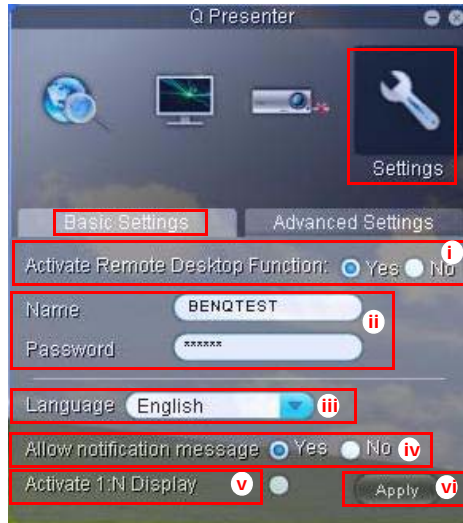 Q Presenter
Settings
Basic Settings Advanced Settings
Activate Remote Desktop Function: Yes No i
Name BENQTEST ii
Password ******
Language English iii
Allow notification message Yes No iv
Activate 1:N Display v Apply vi